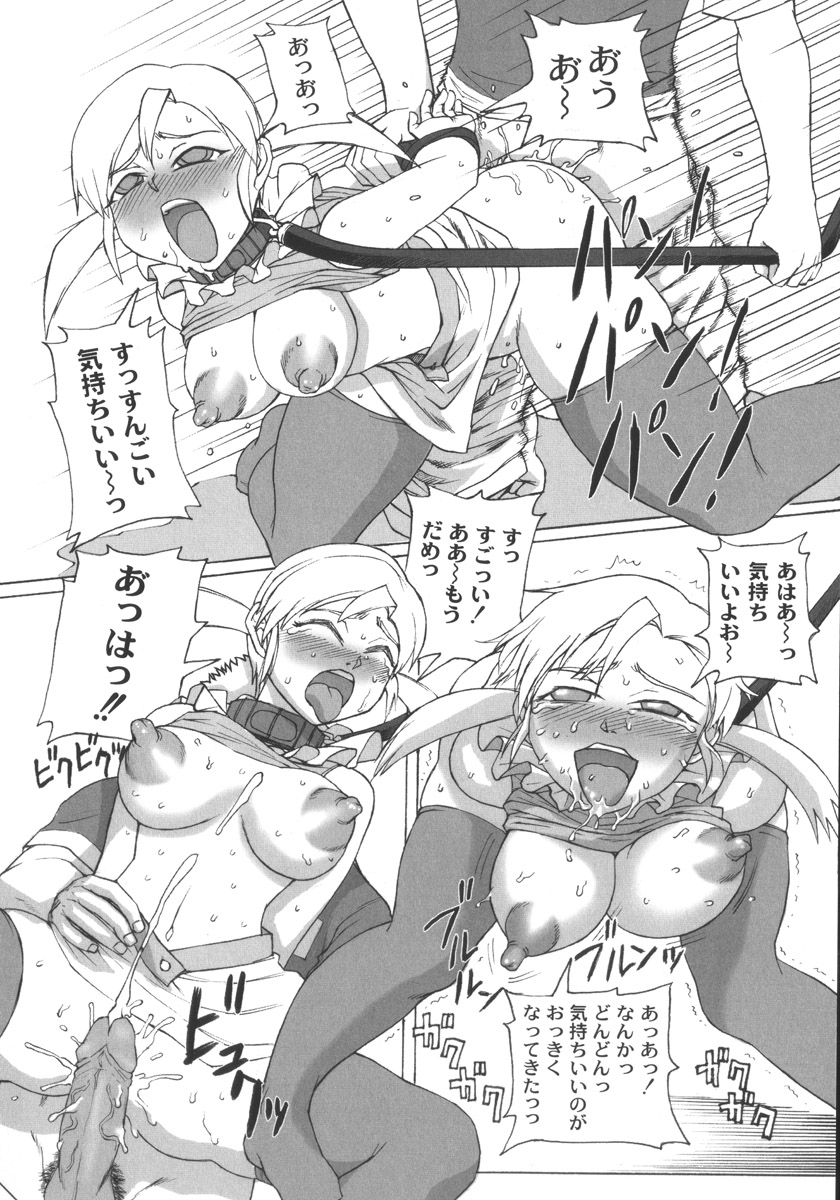 あ゛う
あ゛～
あ゛っあ゛っ
パン
パン
パン!
すっすんごい
気持ちいい～っ
あはあ～っ
気持ち
いいよお～
すっ
すごっい!
ああ～もう
だめっ
ブルンッ
ブルルンッ
あっあっ!
なんかっ
どんどんっ
気持ちいいのが
おっきく
なってきたっっ
ガクガク
ガクガク
あ゛っはっ!!
ビクビクッ
ビュクッ